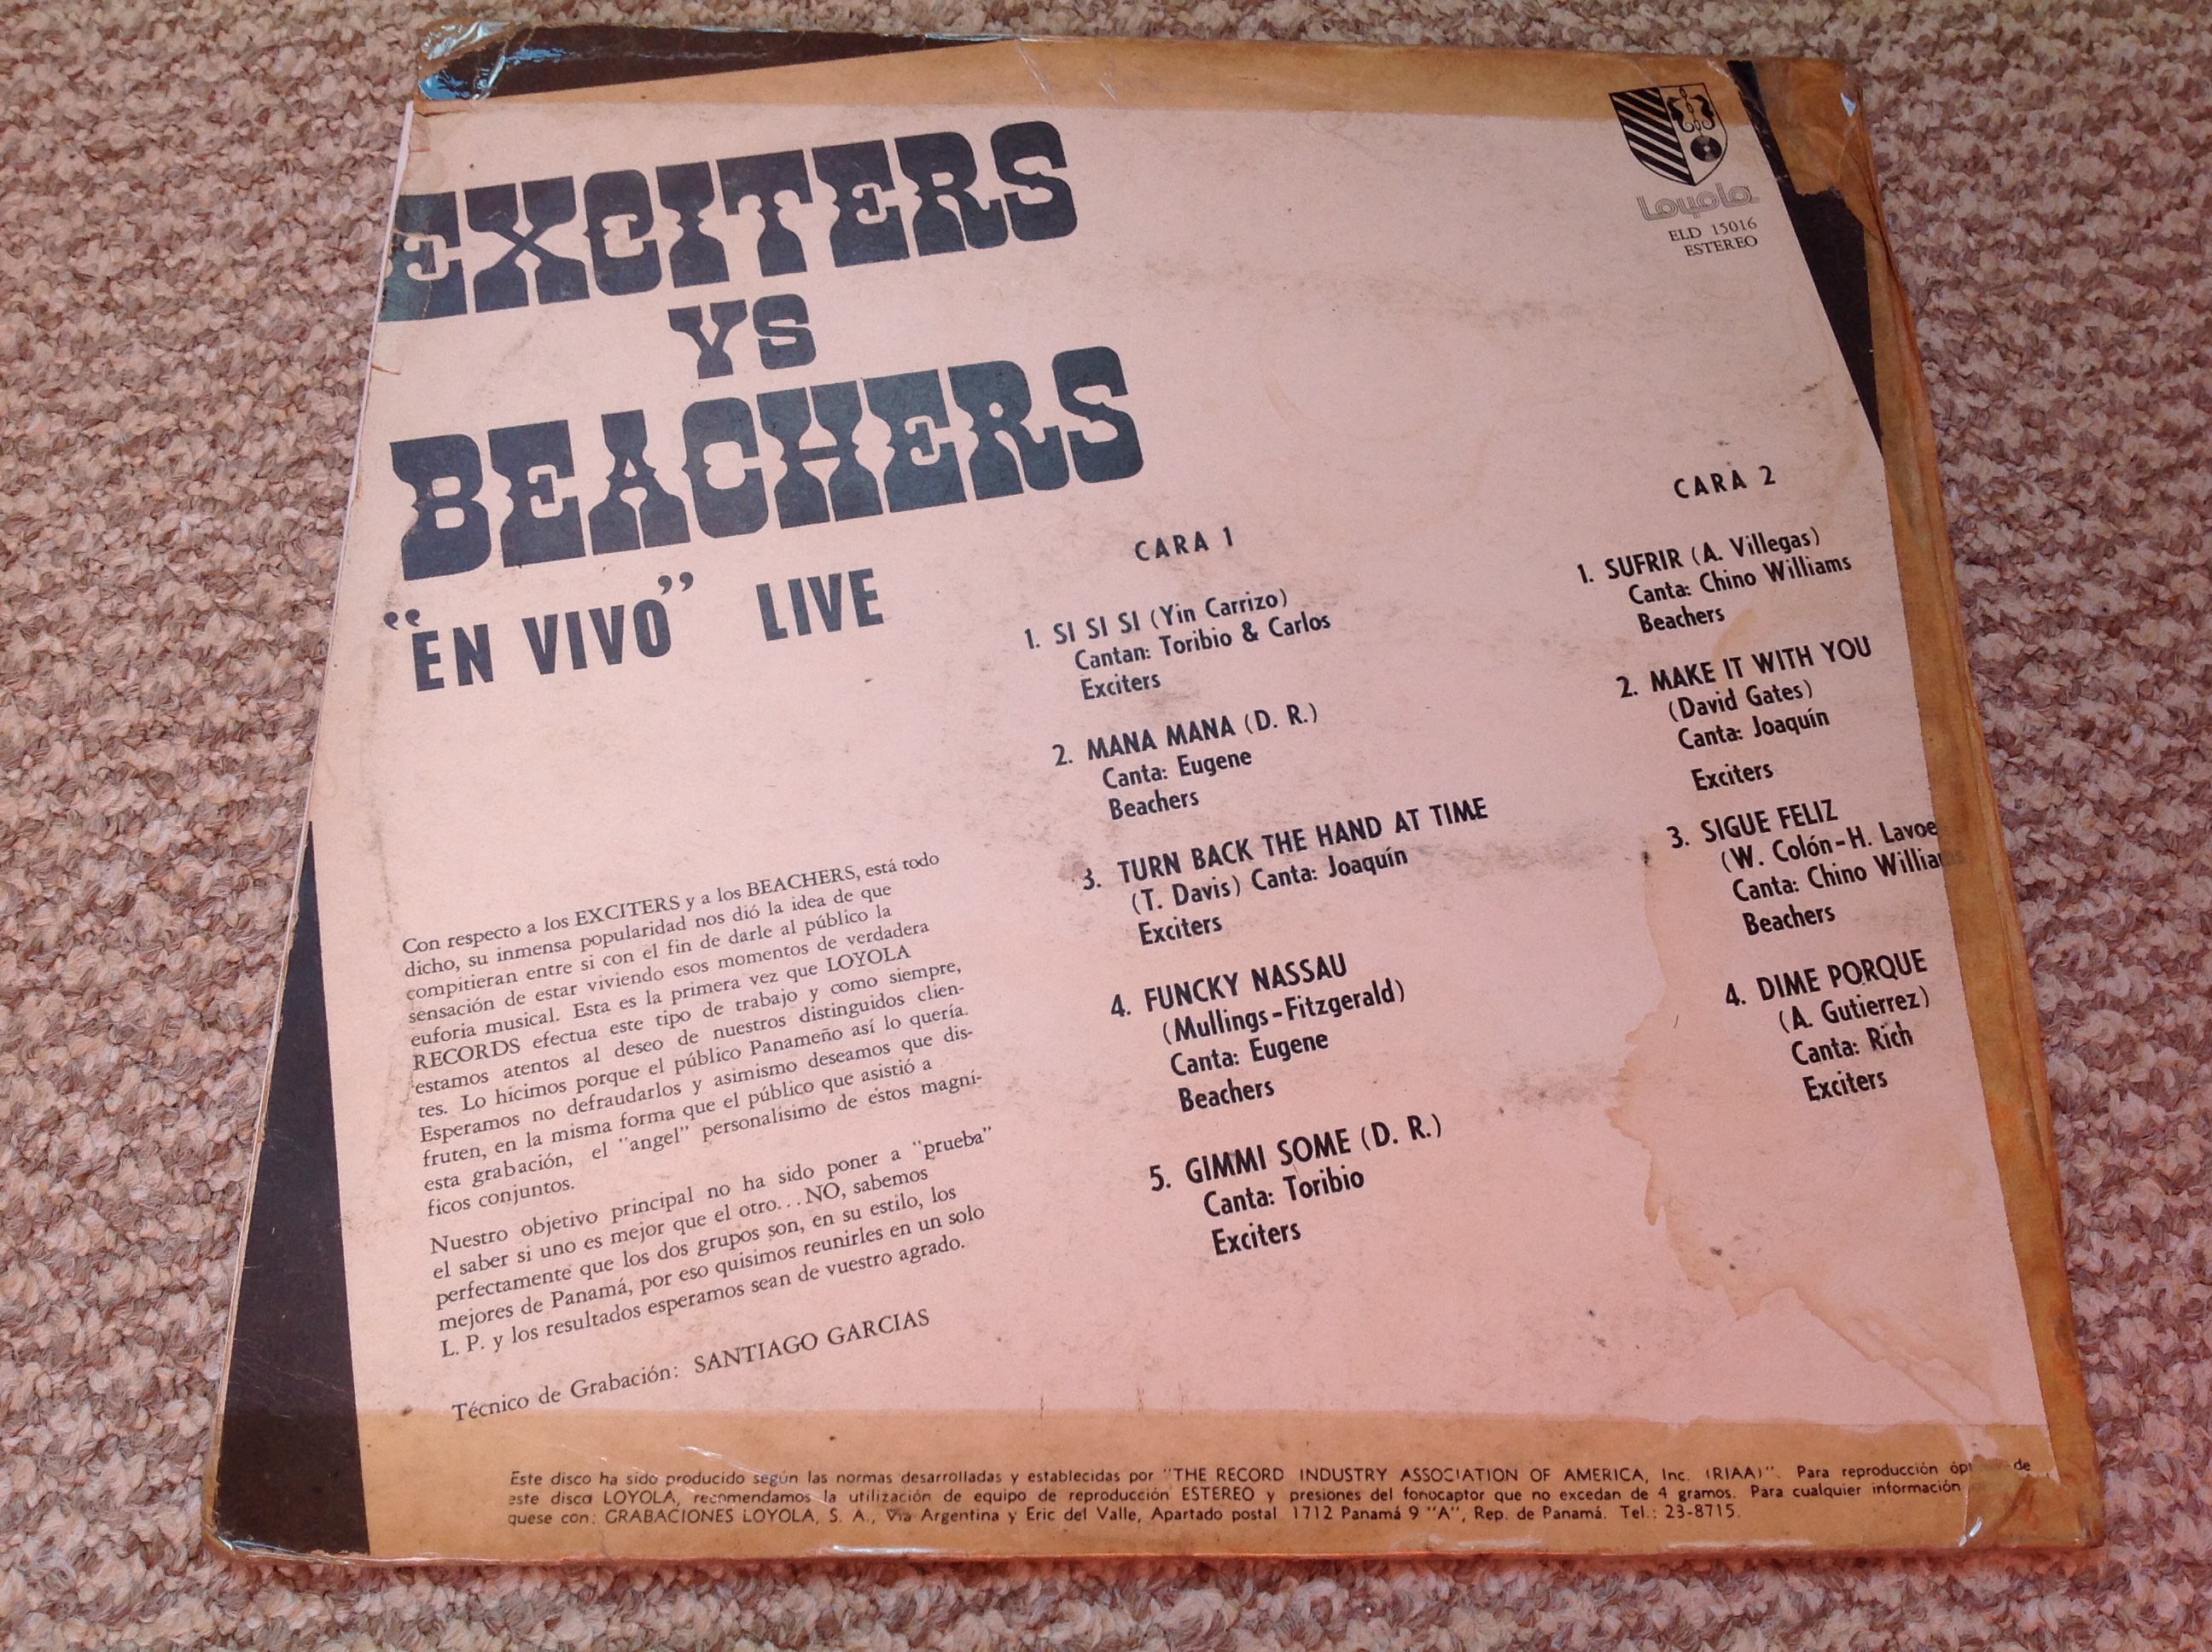 EXCITERS
VS
BEACHERS
"EN VIVO" LIVE
Loyola
ELD 15016
ESTEREO
CARA 1
1. SI SI SI (Yin Carrizo)
Cantan: Toribio & Carlos
Exciters
2. MANA MANA (D. R.)
Canta: Eugene
Beachers
3. TURN BACK THE HAND AT TIME
(T. Davis) Canta: Joaquín
Exciters
4. FUNCKY NASSAU
(Mullings-Fitzgerald)
Canta: Eugene
Beachers
5. GIMMI SOME (D. R.)
Canta: Toribio
Exciters
CARA 2
1. SUFRIR (A. Villegas)
Canta: Chino Williams
Beachers
2. MAKE IT WITH YOU
(David Gates)
Canta: Joaquín
Exciters
3. SIGUE FELIZ
(W. Colón-H. Lavoe
Canta: Chino Williams
Beachers
4. DIME PORQUE
(A. Gutierrez)
Canta: Rich
Exciters
Con respecto a los EXCITERS y a los BEACHERS, está todo
dicho, su inmensa popularidad nos dió la idea de que
compitieran entre si con el fin de darle al público la
sensación de estar viviendo esos momentos de verdadera
euforia musical. Esta es la primera vez que LOYOLA
RECORDS efectua este tipo de trabajo y como siempre,
estamos atentos al deseo de nuestros distinguidos clien-
tes. Lo hicimos porque el público Panameño así lo quería.
Esperamos no defraudarlos y asimismo deseamos que dis-
fruten, en la misma forma que el público que asistió a
esta grabación, el "angel" personalisimo de estos magní-
ficos conjuntos.
Nuestro objetivo principal no ha sido poner a "prueba"
el saber si uno es mejor que el otro...NO, sabemos
perfectamente que los dos grupos son, en su estilo, los
mejores de Panamá, por eso quisimos reunirles en un solo
L. P. y los resultados esperamos sean de vuestro agrado.
Técnico de Grabación: SANTIAGO GARCIAS
Este disco ha sido producido según las normas desarrolladas y establecidas por "THE RECORD INDUSTRY ASSOCIATION OF AMERICA, Inc. (RIAA)". Para reproducción de
este disco LOYOLA, recomendamos la utilización de equipo de reproducción ESTEREO y presiones del fonocaptor que no excedan de 4 gramos. Para cualquier información
quese con: GRABACIONES LOYOLA, S. A., Vía Argentina y Eric del Valle, Apartado postal 1712 Panamá 9 "A", Rep. de Panamá. Tel.: 23-8715.